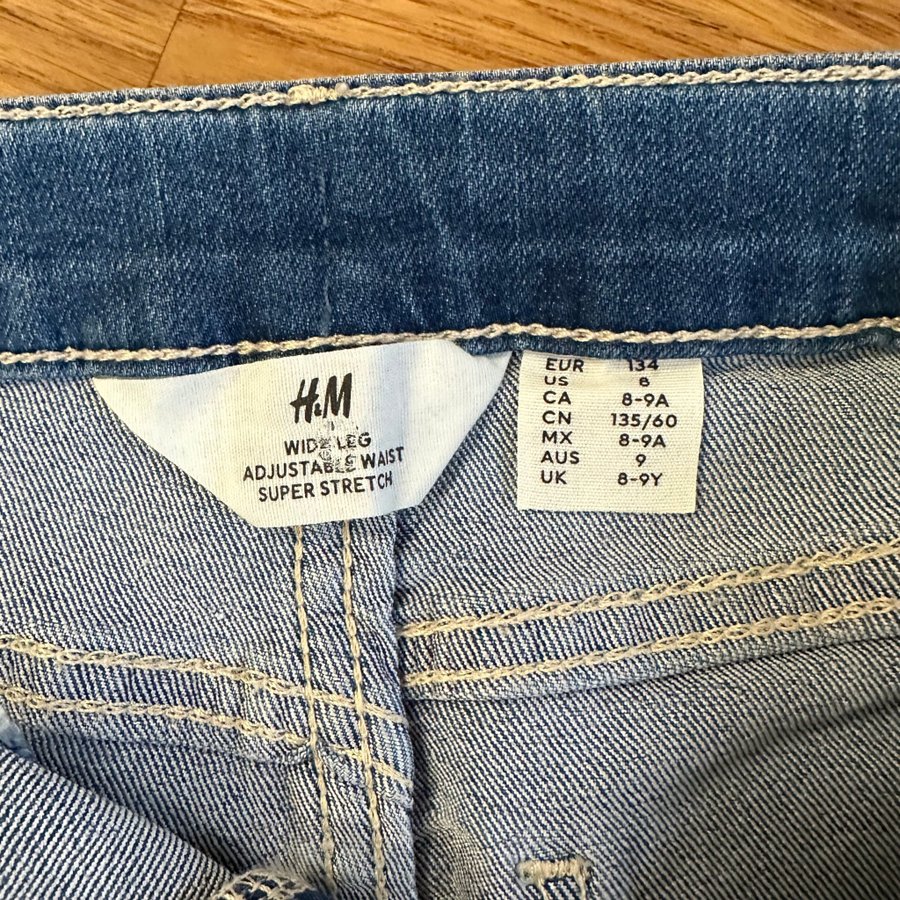 H&M
WIDE LEG
ADJUSTABLE WAIST
SUPER STRETCH
EUR 134
US 8
CA 8-9A
CN 135/60
MX 8-9A
AUS 9
UK 8-9Y